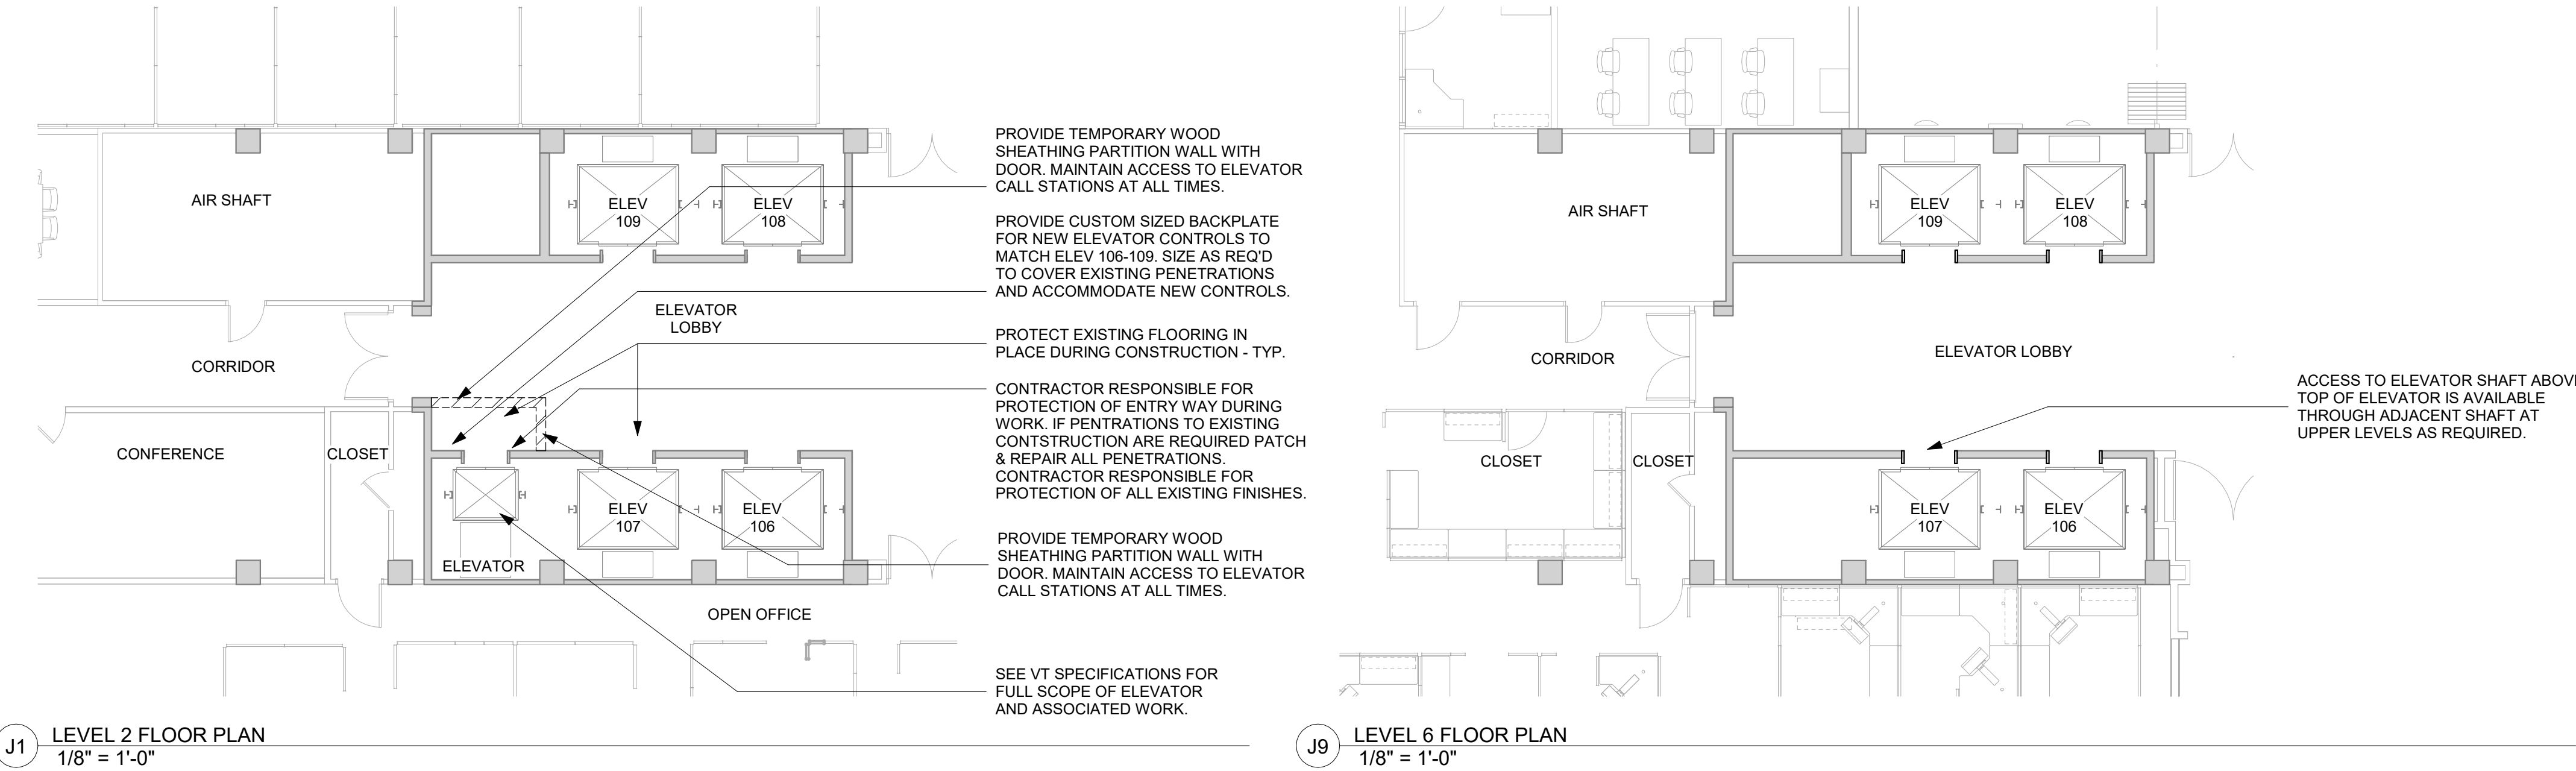 AIR SHAFT
ELEV
109
ELEV
108
ELEVATOR
LOBBY
CORRIDOR
CONFERENCE
CLOSET
ELEV
107
ELEV
106
ELEVATOR
OPEN OFFICE
PROVIDE TEMPORARY WOOD
SHEATHING PARTITION WALL WITH
DOOR. MAINTAIN ACCESS TO ELEVATOR
CALL STATIONS AT ALL TIMES.
PROVIDE CUSTOM SIZED BACKPLATE
FOR NEW ELEVATOR CONTROLS TO
MATCH ELEV 106-109. SIZE AS REQ'D
TO COVER EXISTING PENETRATIONS
AND ACCOMMODATE NEW CONTROLS.
PROTECT EXISTING FLOORING IN
PLACE DURING CONSTRUCTION - TYP.
CONTRACTOR RESPONSIBLE FOR
PROTECTION OF ENTRY WAY DURING
WORK. IF PENTRATIONS TO EXISTING
CONTSTRUCTION ARE REQUIRED PATCH
& REPAIR ALL PENETRATIONS.
CONTRACTOR RESPONSIBLE FOR
PROTECTION OF ALL EXISTING FINISHES.
PROVIDE TEMPORARY WOOD
SHEATHING PARTITION WALL WITH
DOOR. MAINTAIN ACCESS TO ELEVATOR
CALL STATIONS AT ALL TIMES.
SEE VT SPECIFICATIONS FOR
FULL SCOPE OF ELEVATOR
AND ASSOCIATED WORK.
J1
LEVEL 2 FLOOR PLAN
1/8" = 1'-0"
AIR SHAFT
ELEV
109
ELEV
108
CORRIDOR
ELEVATOR LOBBY
CLOSET
CLOSET
ELEV
107
ELEV
106
ACCESS TO ELEVATOR SHAFT ABOVE
TOP OF ELEVATOR IS AVAILABLE
THROUGH ADJACENT SHAFT AT
UPPER LEVELS AS REQUIRED.
J9
LEVEL 6 FLOOR PLAN
1/8" = 1'-0"